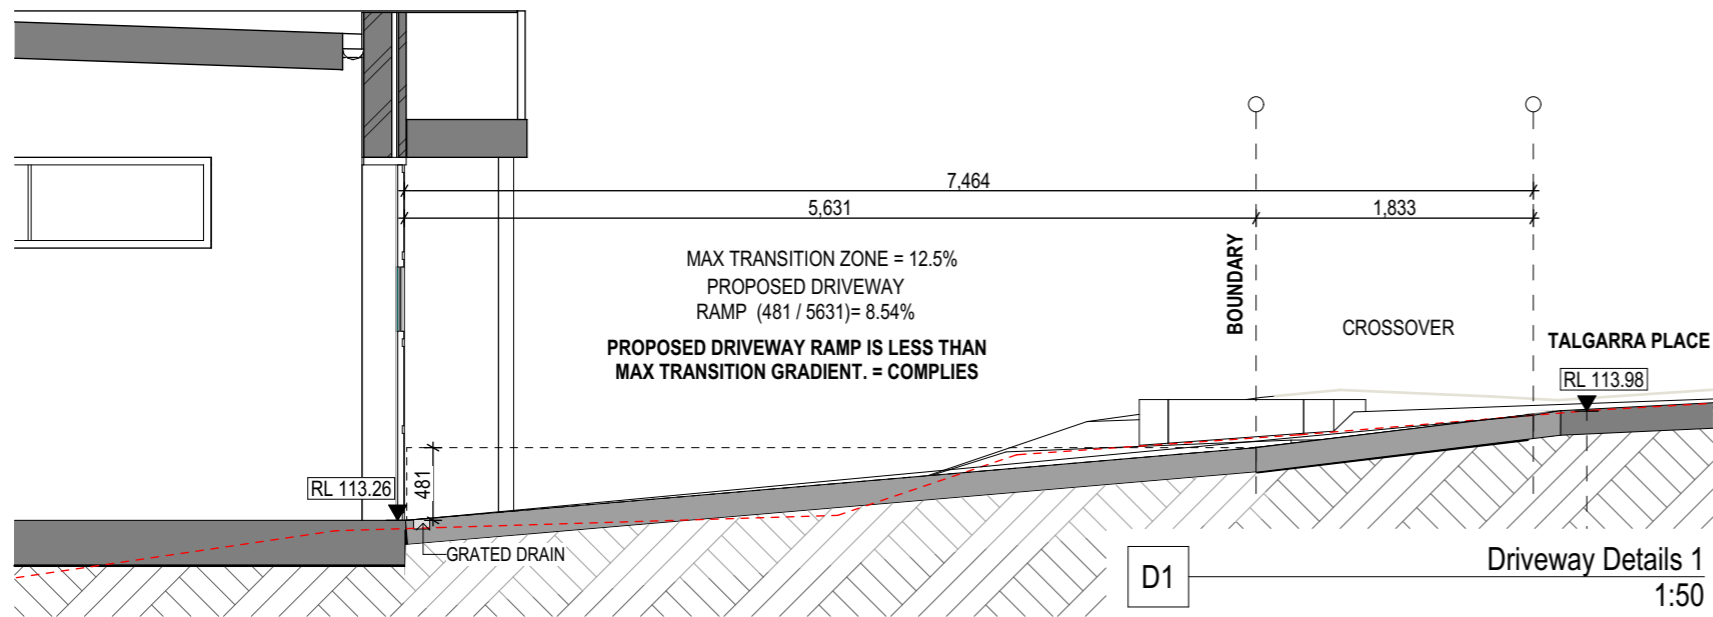 7,464
5,631
1,833
MAX TRANSITION ZONE = 12.5%
PROPOSED DRIVEWAY
RAMP (481 / 5631)= 8.54%
PROPOSED DRIVEWAY RAMP IS LESS THAN
MAX TRANSITION GRADIENT. = COMPLIES
BOUNDARY
CROSSOVER
TALGARRA PLACE
RL 113.98
RL 113.26
481
GRATED DRAIN
D1
Driveway Details 1
1:50